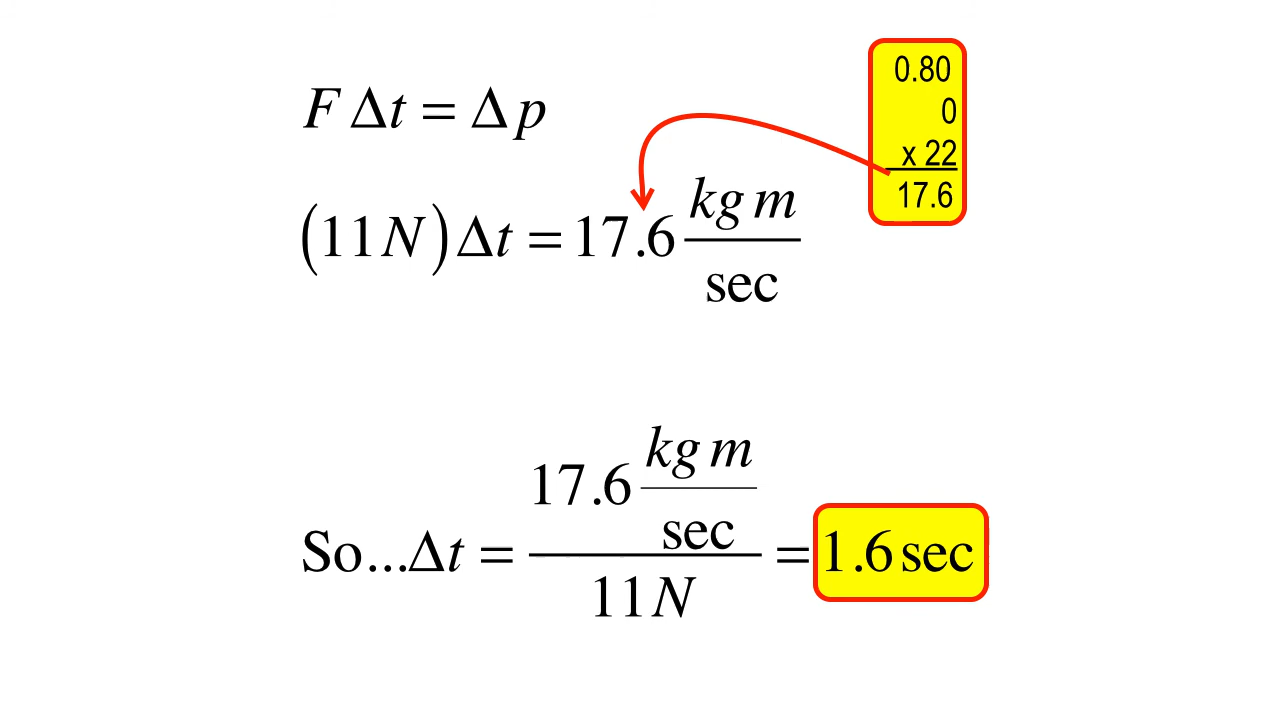 F Δt = Δp
0.80
0
x 22
17.6
(11N)Δt = 17.6 kg m
sec
17.6 kg m
sec
So...Δt = = 1.6 sec
11N